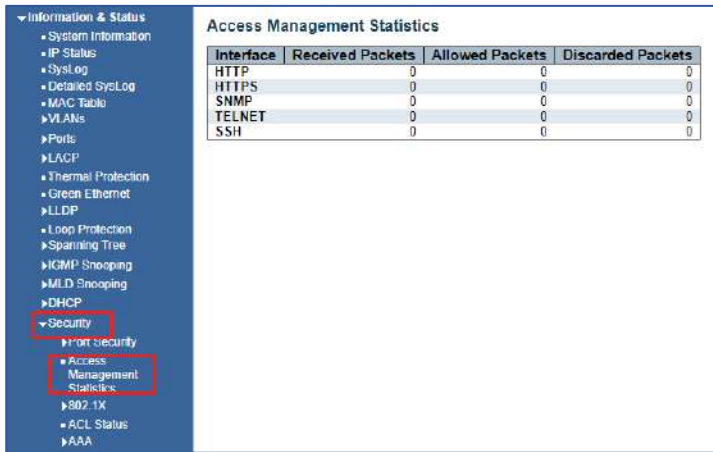 Information & Status
System Information
IP Status
SysLog
Detailed SysLog
MAC Table
VLANs
Ports
LACP
Thermal Protection
Green Ethernet
LLDP
Loop Protection
Spanning Tree
IGMP Snooping
MLD Snooping
DHCP
Security
Port Security
Access
Management
Statistics
802.1X
ACL Status
AAA
Access Management Statistics
Interface Received Packets Allowed Packets Discarded Packets
HTTP 0 0 0
HTTPS 0 0 0
SNMP 0 0 0
TELNET 0 0 0
SSH 0 0 0